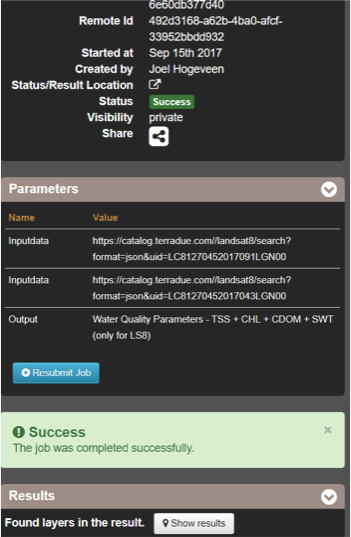 6e60db377d40
Remote Id 492d3168-a62b-4ba0-afcf-
33952bbdd932
Started at Sep 15th 2017
Created by Joel Hogeveen
Status/Result Location
Status Success
Visibility private
Share
Parameters
Name Value
Inputdata https://catalog.terradue.com//landsat8/search?
format=json&uid=LC81270452017091LGN00
Inputdata https://catalog.terradue.com//landsat8/search?
format=json&uid=LC81270452017043LGN00
Output Water Quality Parameters - TSS + CHL + CDOM + SWT
(only for LS8)
Resubmit Job
Success ×
The job was completed successfully.
Results
Found layers in the result. Show results